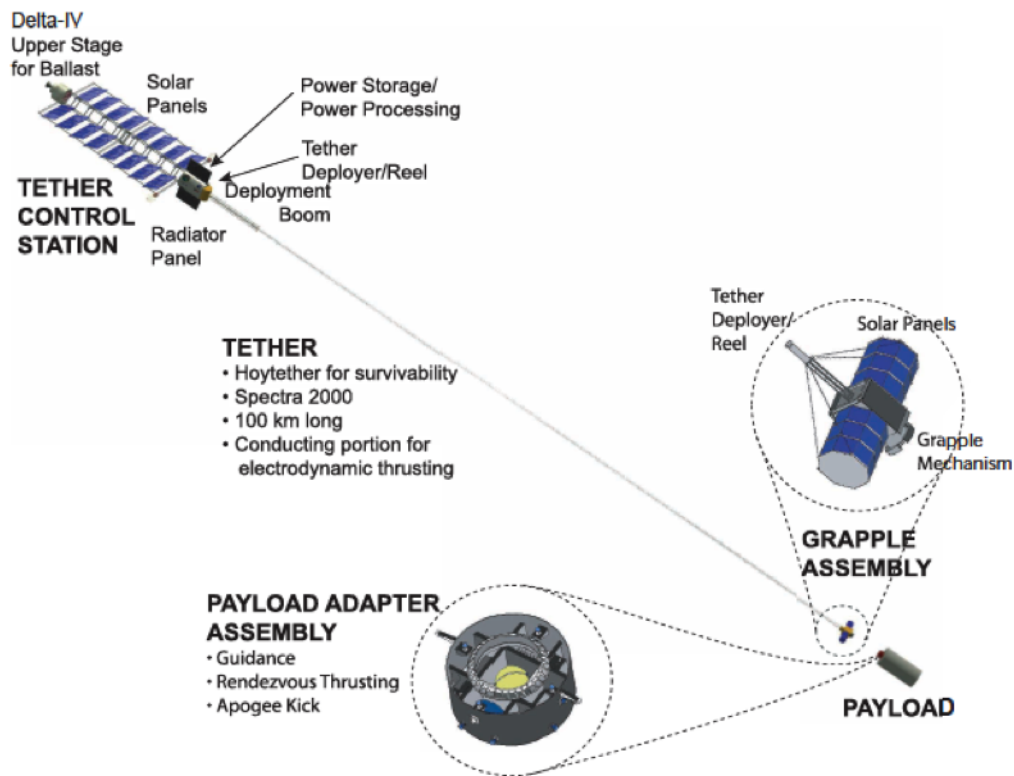 Delta-IV
Upper Stage
for Ballast
Solar
Panels
Power Storage/
Power Processing
Tether
Deployer/Reel
Deployment
Boom
TETHER
CONTROL
STATION
Radiator
Panel
TETHER
• Hoytether for survivability
• Spectra 2000
• 100 km long
• Conducting portion for
electrodynamic thrusting
Tether
Deployer/
Reel
Solar Panels
Grapple
Mechanism
GRAPPLE
ASSEMBLY
PAYLOAD ADAPTER
ASSEMBLY
• Guidance
• Rendezvous Thrusting
• Apogee Kick
PAYLOAD